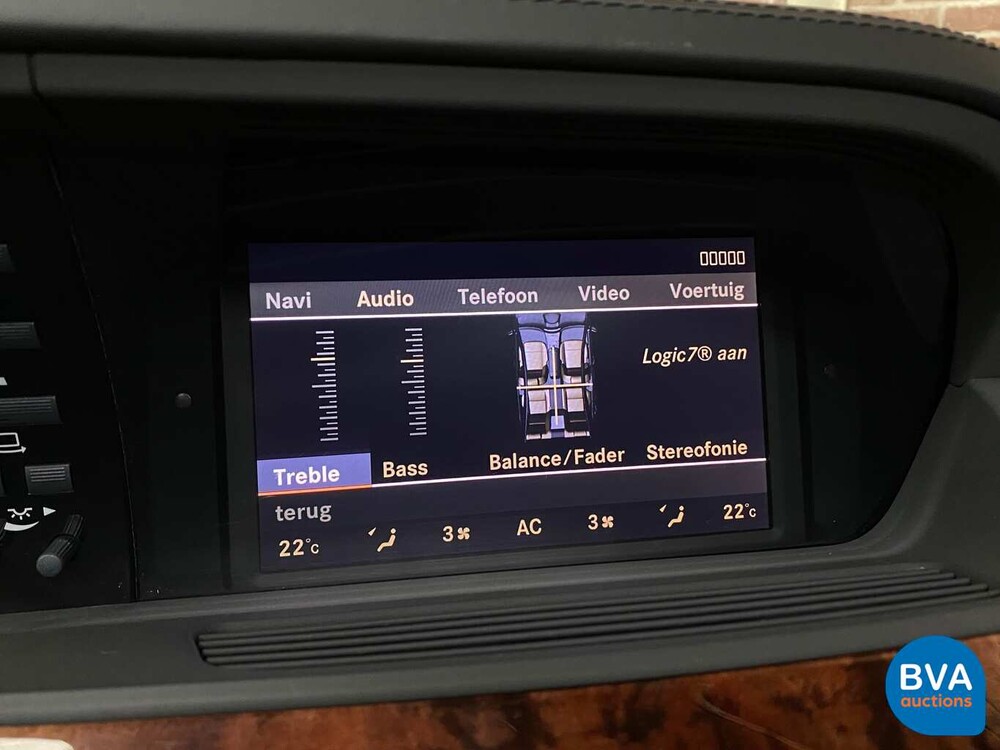 Navi Audio Telefoon Video Voertuig
Logic7® aan
Treble Bass Balance/Fader Stereofonie
terug
22°C 3 AC 3 22°C
BVA
auctions